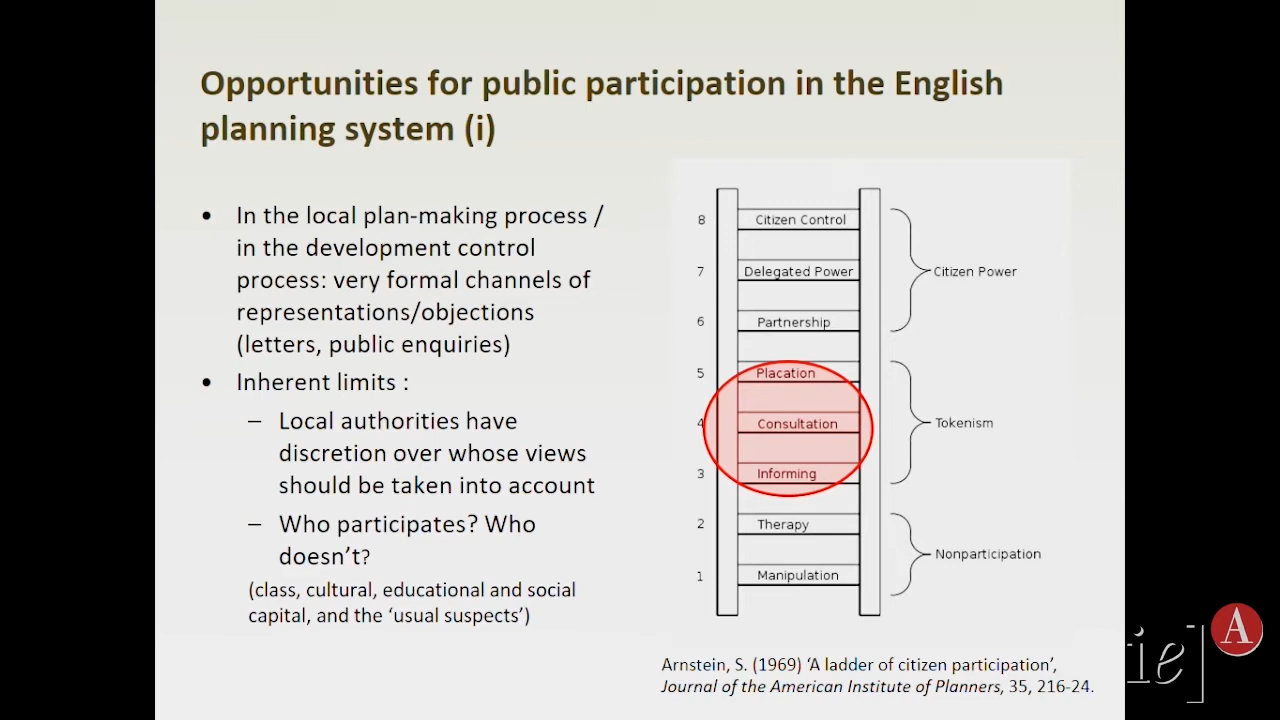 Opportunities for public participation in the English
planning system (i)
• In the local plan-making process /
in the development control
process: very formal channels of
representations/objections
(letters, public enquiries)
• Inherent limits :
– Local authorities have
discretion over whose views
should be taken into account
– Who participates? Who
doesn’t?
(class, cultural, educational and social
capital, and the ‘usual suspects’)
8 Citizen Control
7 Delegated Power Citizen Power
6 Partnership
5 Placation
4 Consultation Tokenism
3 Informing
2 Therapy
Nonparticipation
1 Manipulation
Arnstein, S. (1969) ‘A ladder of citizen participation’,
Journal of the American Institute of Planners, 35, 216-24.
ie]
A